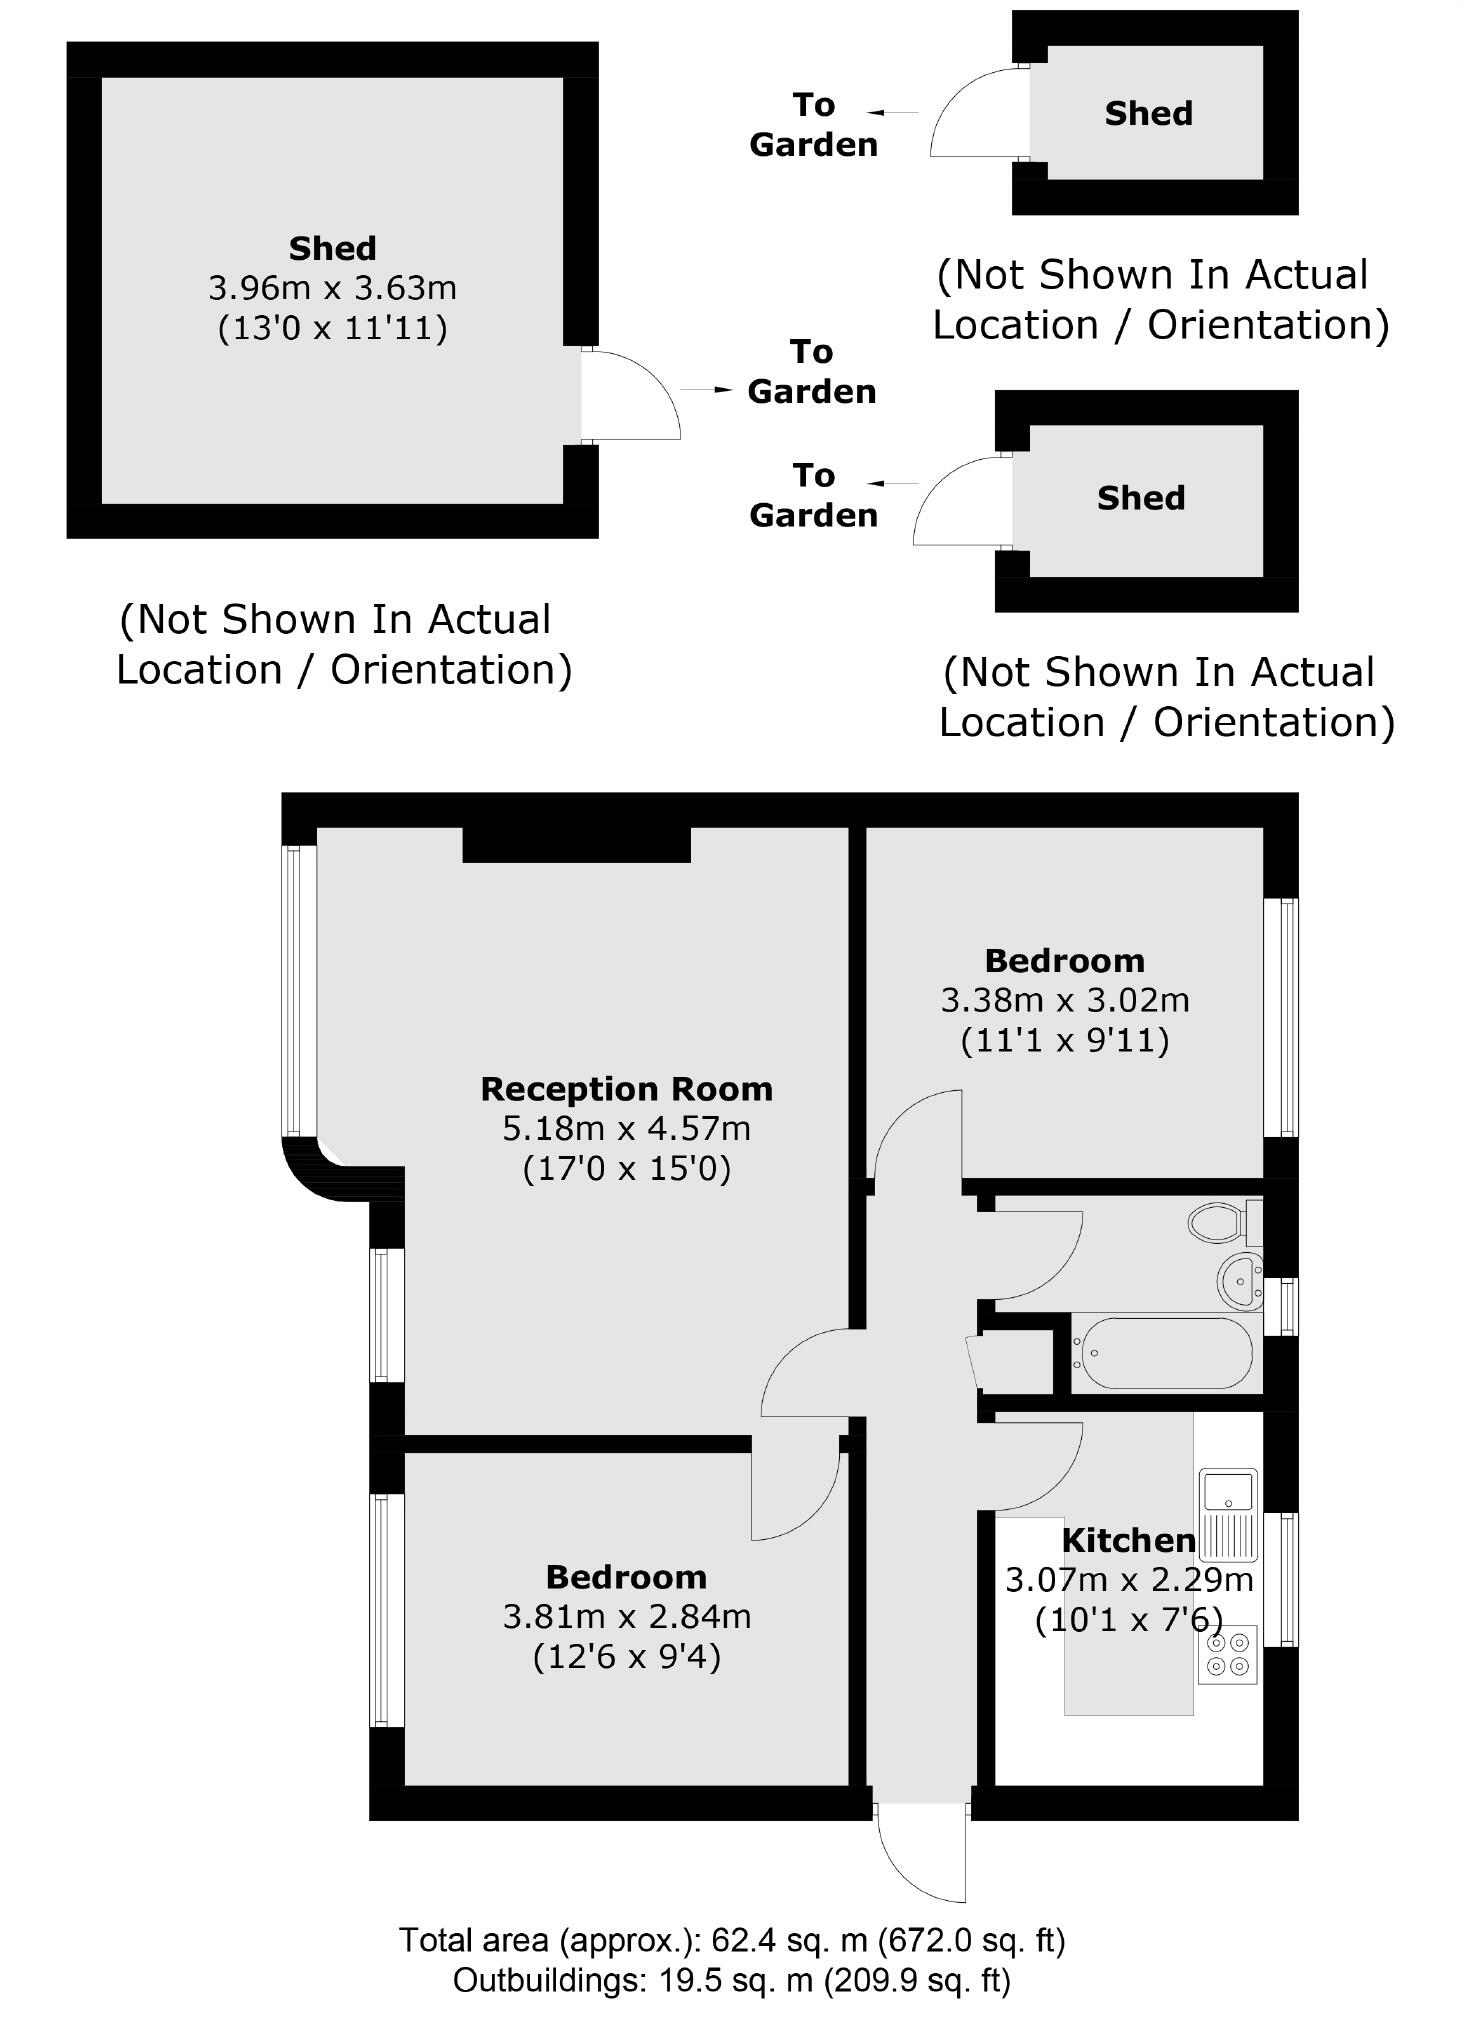 To
Garden
Shed
(Not Shown In Actual
Location / Orientation)
Shed
3.96m x 3.63m
(13'0 x 11'11)
To
Garden
To
Garden
Shed
(Not Shown In Actual
Location / Orientation)
(Not Shown In Actual
Location / Orientation)
Bedroom
3.38m x 3.02m
(11'1 x 9'11)
Reception Room
5.18m x 4.57m
(17'0 x 15'0)
Kitchen
3.07m x 2.29m
(10'1 x 7'6)
Bedroom
3.81m x 2.84m
(12'6 x 9'4)
Total area (approx.): 62.4 sq. m (672.0 sq. ft)
Outbuildings: 19.5 sq. m (209.9 sq. ft)